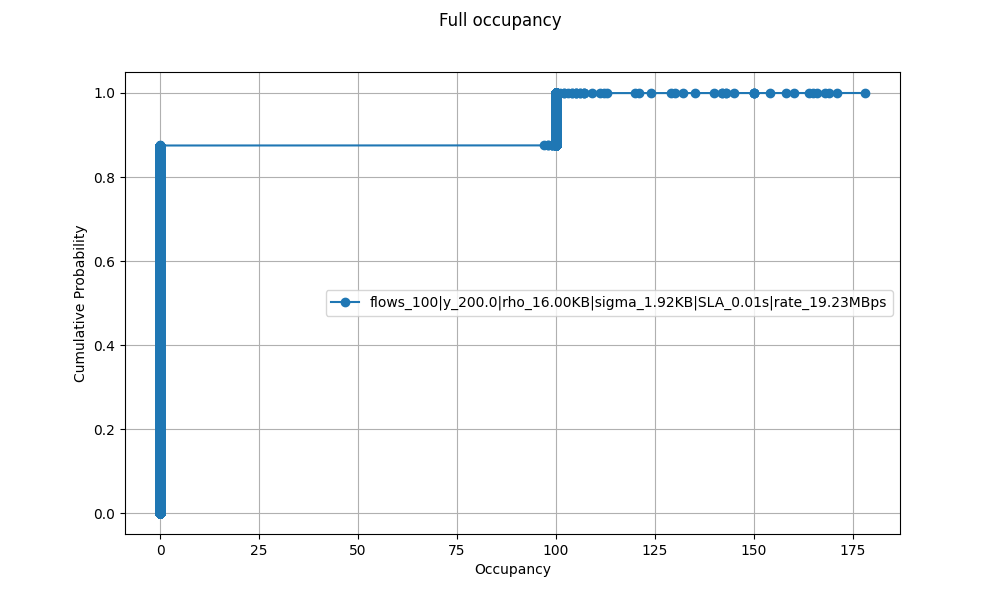 Full occupancy
1.0
0.8
0.6
0.4
0.2
0.0
Cumulative Probability
flows_100|y_200.0|rho_16.00KB|sigma_1.92KB|SLA_0.01s|rate_19.23MBps
0 25 50 75 100 125 150 175
Occupancy